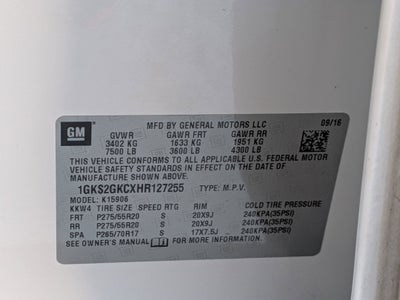 GM
MFD BY GENERAL MOTORS LLC 09/16
GVWR GAWR FRT GAWR RR
3402 KG 1633 KG 1951 KG
7500 LB 3600 LB 4300 LB
THIS VEHICLE CONFORMS TO ALL APPLICABLE U.S. FEDERAL MOTOR
VEHICLE SAFETY STANDARDS IN EFFECT ON THE DATE OF
MANUFACTURE SHOWN ABOVE.
1GKS2GKCXHR127255 TYPE: M.P.V.
MODEL: K15906
KKW4 TIRE SIZE SPEED RTG RIM COLD TIRE PRESSURE
FRT P275/55R20 S 20X9J 240KPA(35PSI)
RR P275/55R20 S 20X9J 240KPA(35PSI)
SPA P265/70R17 S 17X7.5J 240KPA(35PSI)
SEE OWNER'S MANUAL FOR MORE INFORMATION.